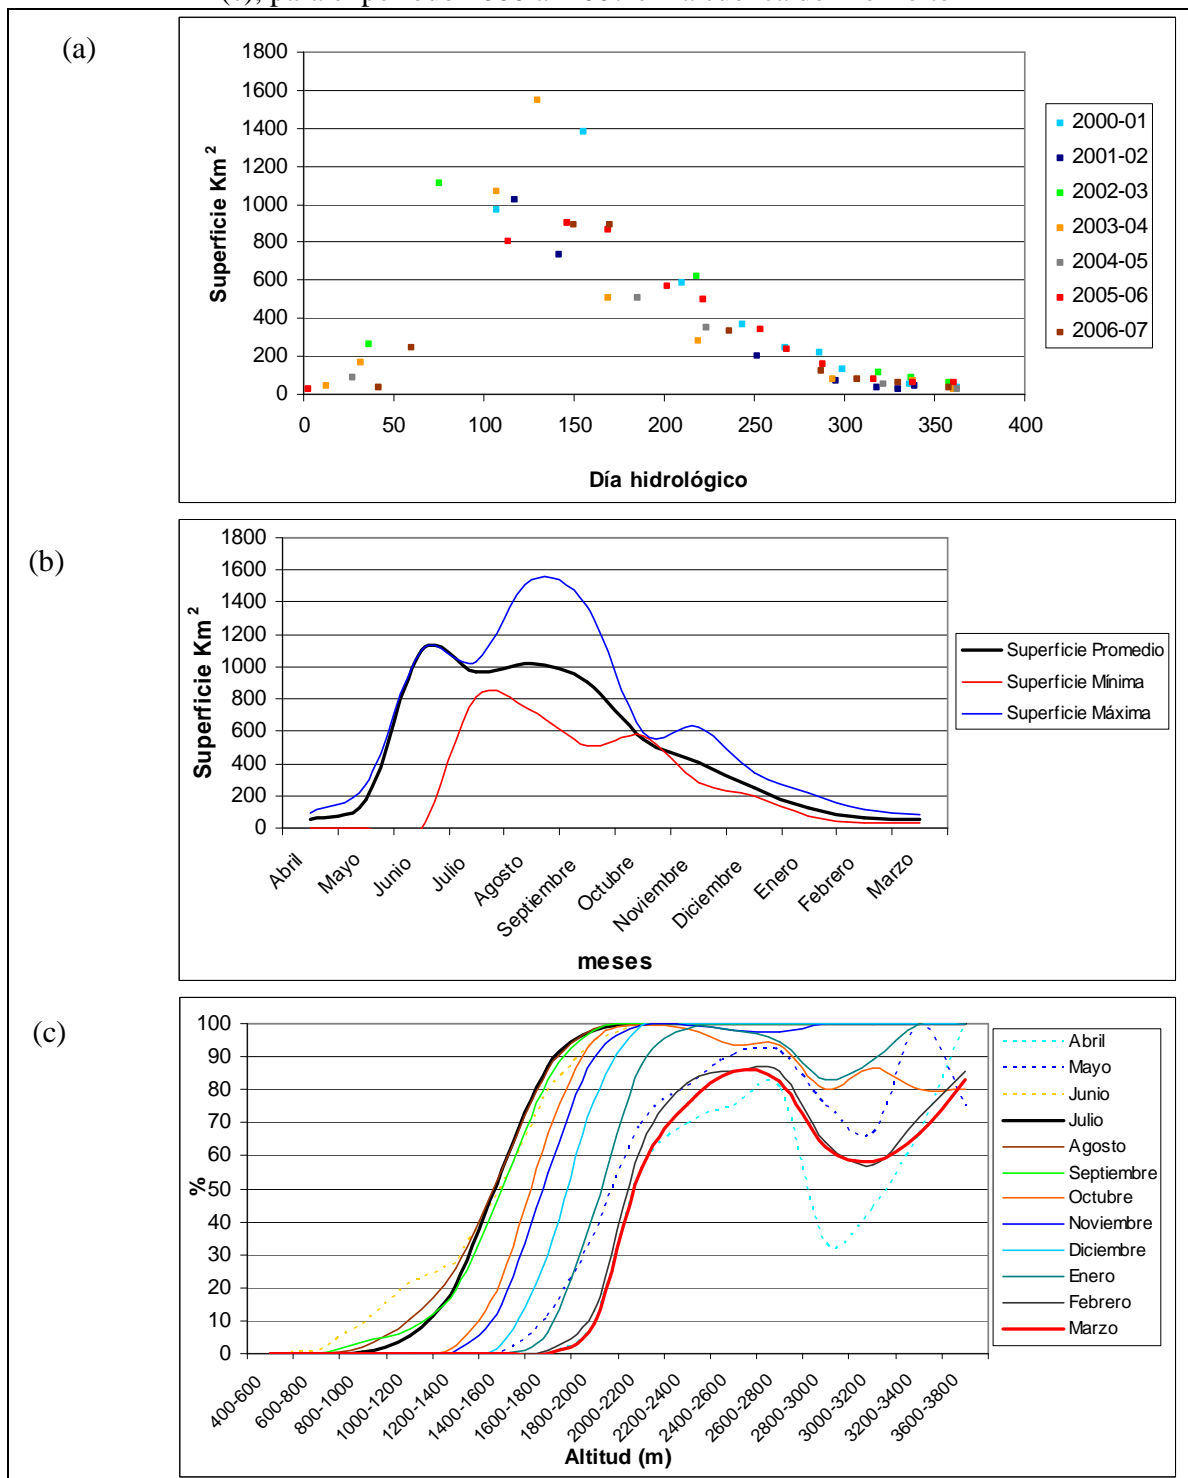 (a)
1800
1600
1400
1200
1000
800
600
400
200
0
Superficie Km2
0 50 100 150 200 250 300 350 400
Día hidrológico
2000-01
2001-02
2002-03
2003-04
2004-05
2005-06
2006-07
(b)
1800
1600
1400
1200
1000
800
600
400
200
0
Superficie Km2
Abril Mayo Junio Julio Agosto Septiembre Octubre Noviembre Diciembre Enero Febrero Marzo
meses
Superficie Promedio
Superficie Mínima
Superficie Máxima
(c)
100
90
80
70
60
50
40
30
20
10
0
%
400-600 600-800 800-1000 1000-1200 1200-1400 1400-1600 1600-1800 1800-2000 2000-2200 2200-2400 2400-2600 2600-2800 2800-3000 3000-3200 3200-3400 3600-3800
Altitud (m)
Abril
Mayo
Junio
Julio
Agosto
Septiembre
Octubre
Noviembre
Diciembre
Enero
Febrero
Marzo